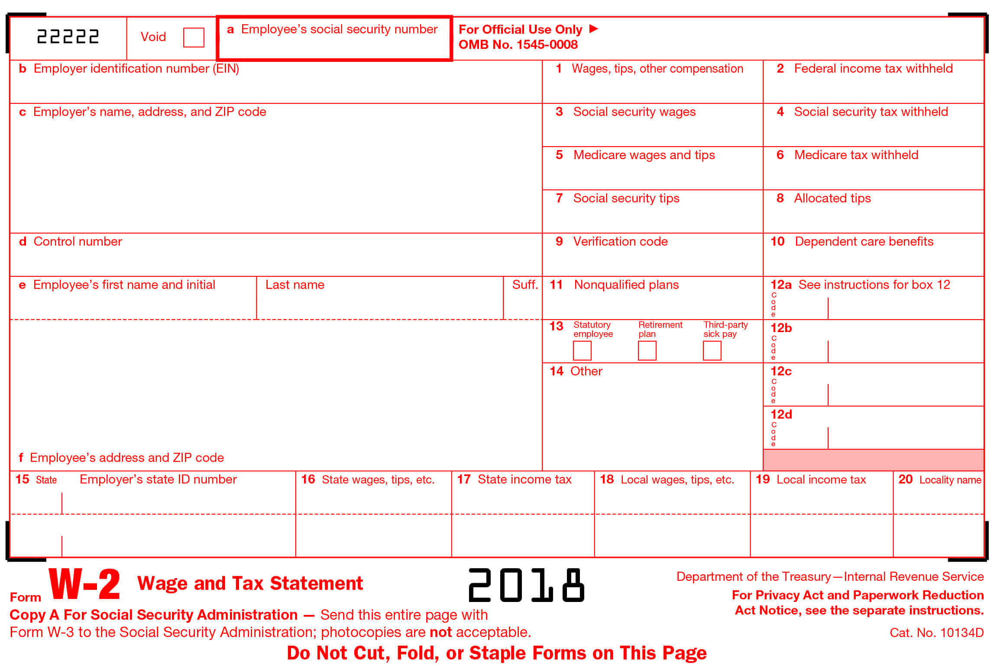 22222
Void
a Employee’s social security number
For Official Use Only ▶
OMB No. 1545-0008
b Employer identification number (EIN)
1 Wages, tips, other compensation
2 Federal income tax withheld
c Employer’s name, address, and ZIP code
3 Social security wages
4 Social security tax withheld
5 Medicare wages and tips
6 Medicare tax withheld
7 Social security tips
8 Allocated tips
d Control number
9 Verification code
10 Dependent care benefits
e Employee’s first name and initial
Last name
Suff.
11 Nonqualified plans
12a See instructions for box 12
Code
13 Statutory employee
Retirement plan
Third-party sick pay
12b
Code
14 Other
12c
Code
12d
Code
f Employee’s address and ZIP code
15 State
Employer’s state ID number
16 State wages, tips, etc.
17 State income tax
18 Local wages, tips, etc.
19 Local income tax
20 Locality name
Form W-2 Wage and Tax Statement
2018
Department of the Treasury—Internal Revenue Service
For Privacy Act and Paperwork Reduction
Act Notice, see the separate instructions.
Copy A For Social Security Administration — Send this entire page with
Form W-3 to the Social Security Administration; photocopies are not acceptable.
Cat. No. 10134D
Do Not Cut, Fold, or Staple Forms on This Page